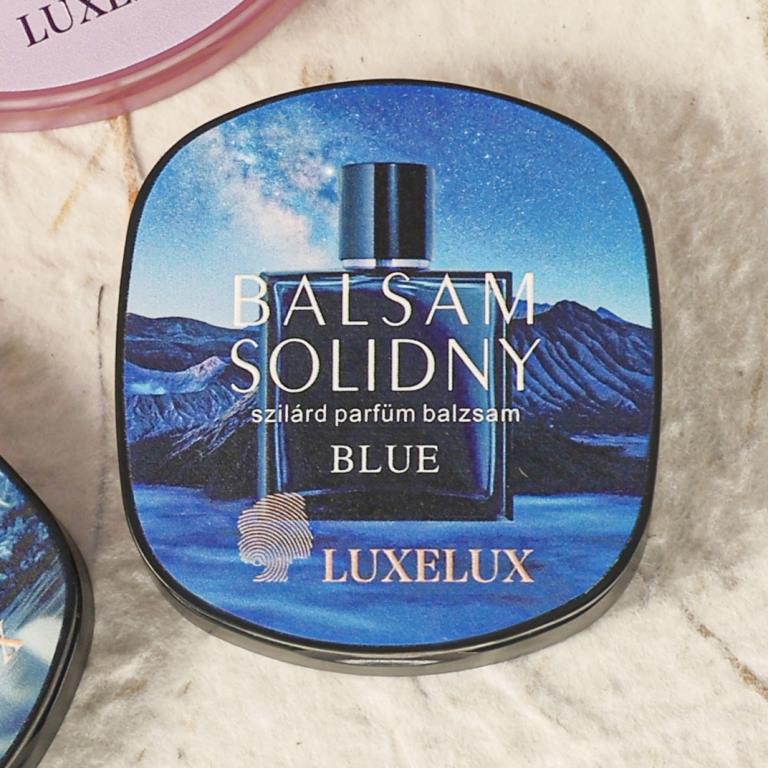 BALSAM
SOLIDNY
szilárd parfüm balzsam
BLUE
LUXELUX